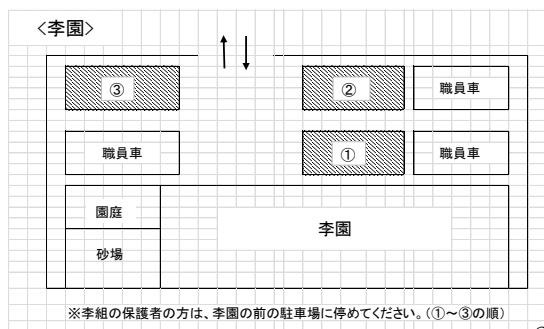 <李園>
③
②
職員車
職員車
①
職員車
園庭
李園
砂場
※李組の保護者の方は、李園の前の駐車場に停めてください。(①～③の順)